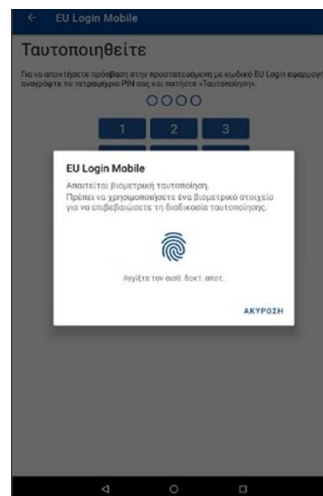 EU Login Mobile
Ταυτοποιηθείτε
Για να αποκτήσετε πρόσβαση στην προστατευόμενη με κωδικό EU Login εφαρμογή
αναγράψτε το τετραψήφιο PIN σας και πατήστε «Ταυτοποίηση».
1 2 3
EU Login Mobile
Απαιτείται βιομετρική ταυτοποίηση.
Πρέπει να χρησιμοποιήσετε ένα βιομετρικό στοιχείο
για να επιβεβαιώσετε τη διαδικασία ταυτοποίησης.
Αγγίξτε τον αισθ. δακτ. αποτ.
ΑΚΥΡΩΣΗ